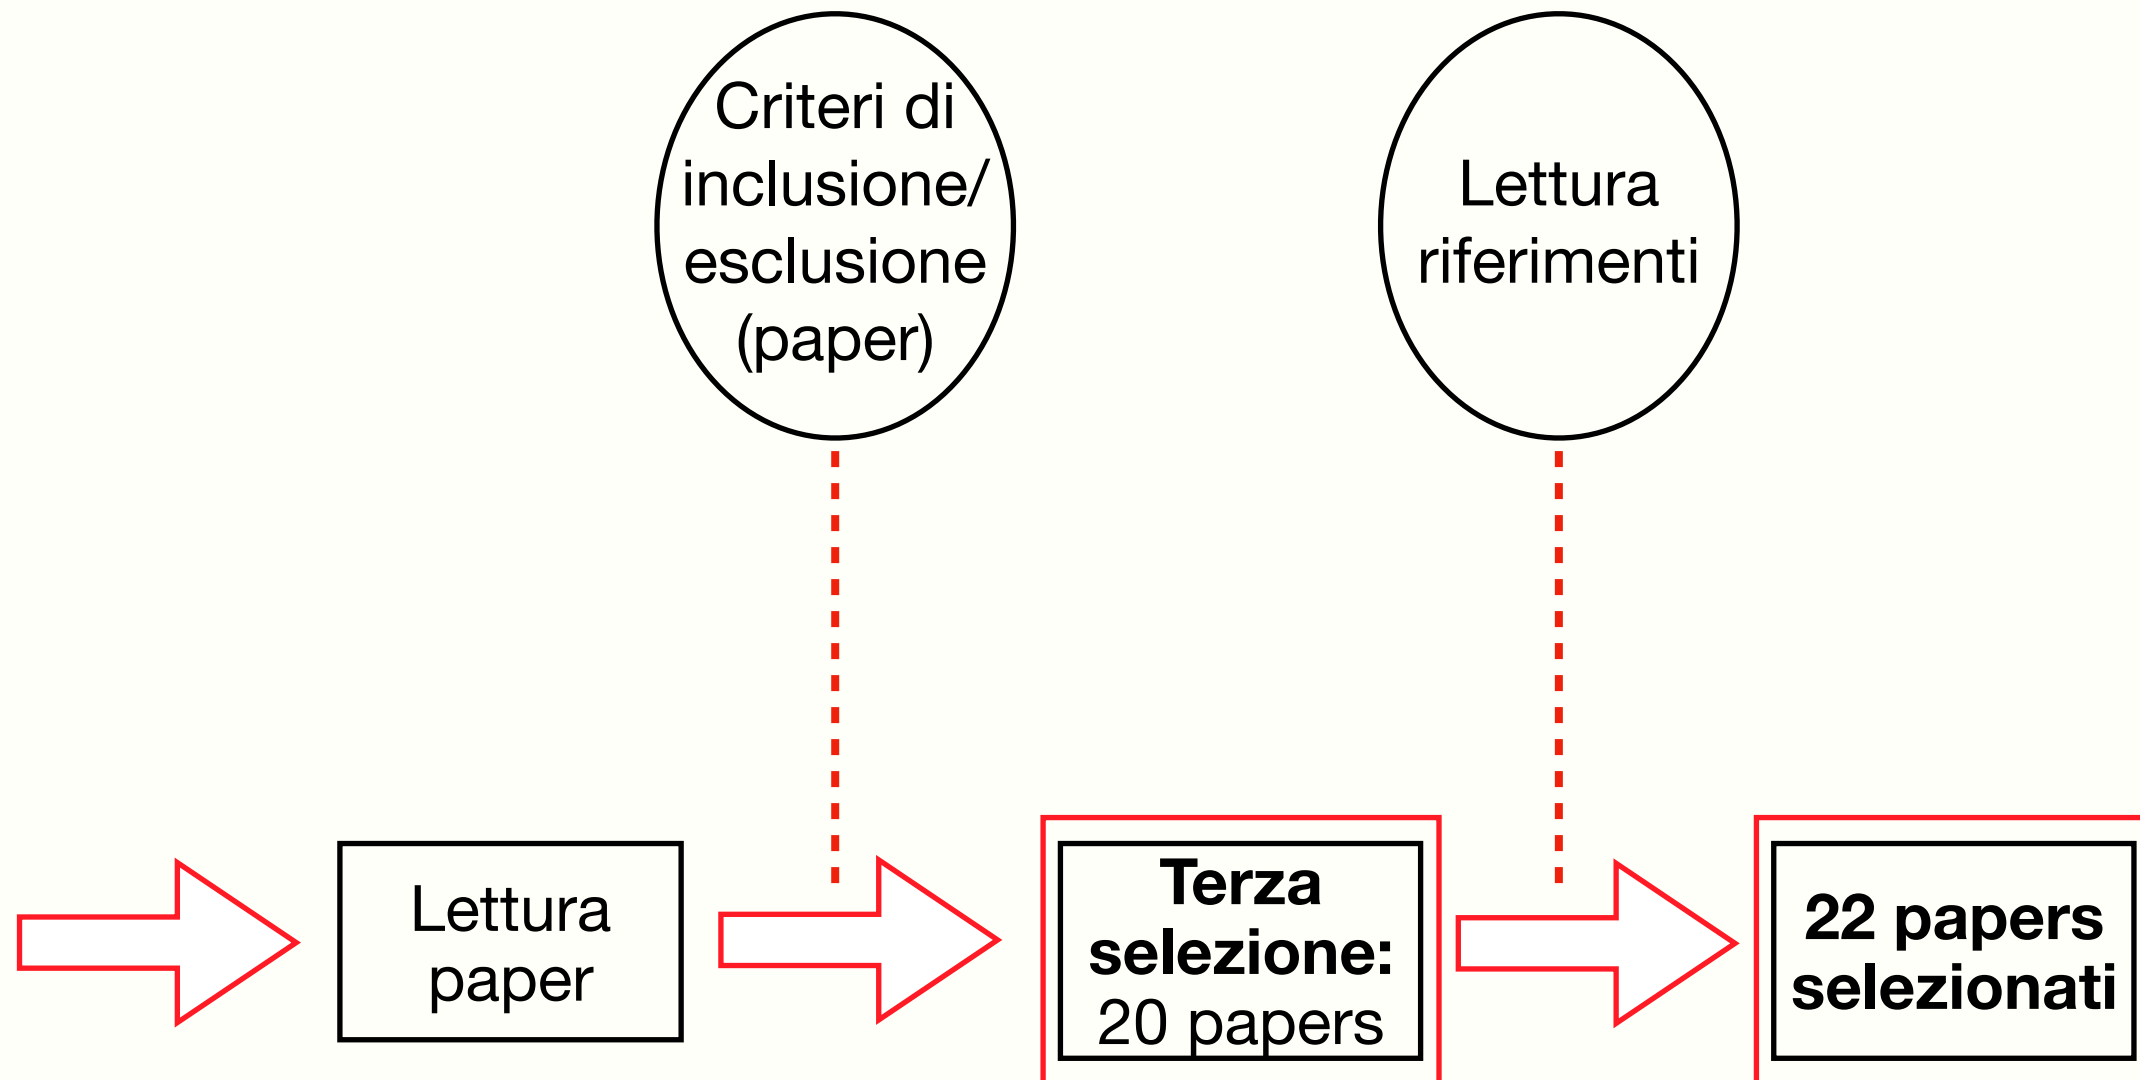 Criteri di
inclusione/
esclusione
(paper)
Lettura
riferimenti
Lettura
paper
Terza
selezione:
20 papers
22 papers
selezionati